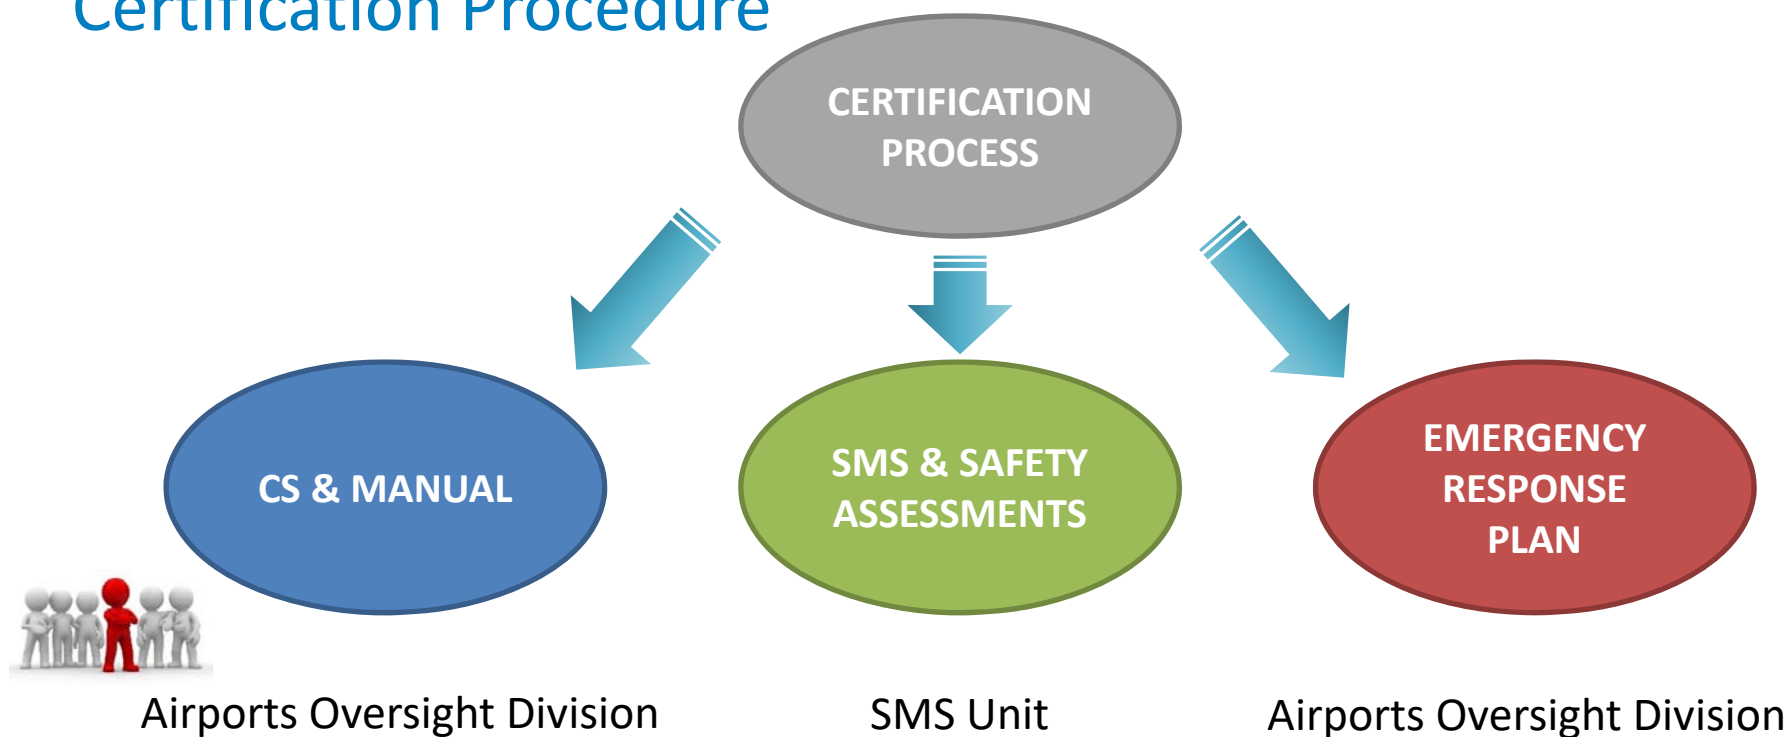 Certification Procedure
CERTIFICATION
PROCESS
CS & MANUAL
SMS & SAFETY
ASSESSMENTS
EMERGENCY
RESPONSE
PLAN
Airports Oversight Division
SMS Unit
Airports Oversight Division